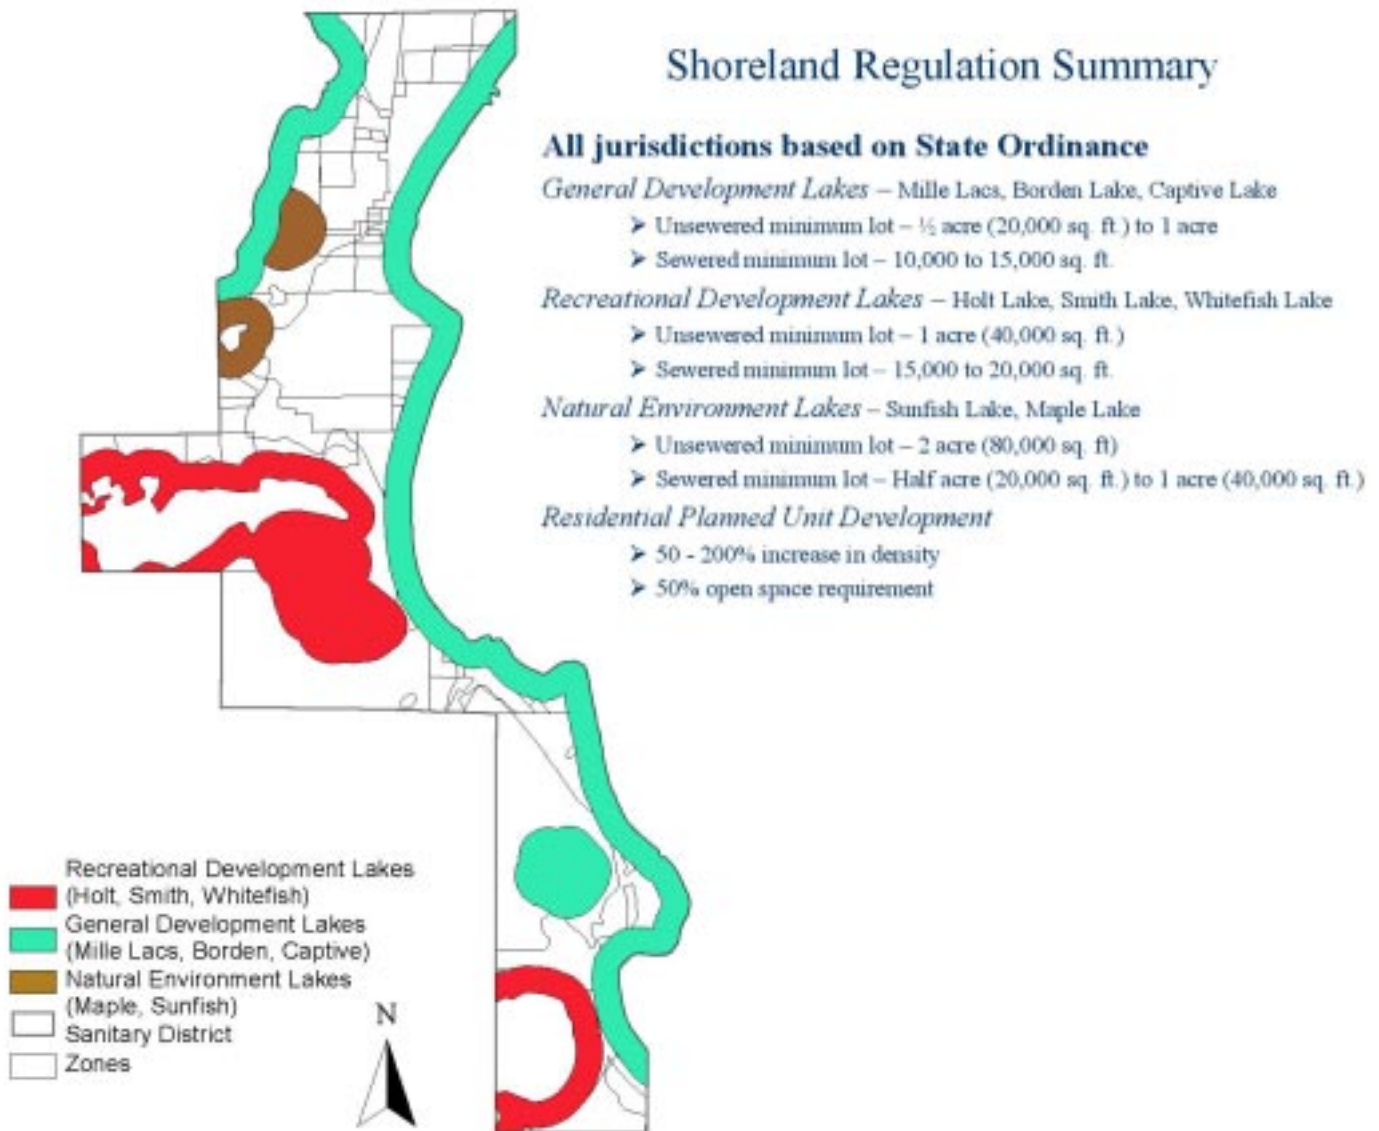 Shoreland Regulation Summary
All jurisdictions based on State Ordinance
General Development Lakes – Mille Lacs, Borden Lake, Captive Lake
➤ Unsewered minimum lot – ½ acre (20,000 sq. ft.) to 1 acre
➤ Sewered minimum lot – 10,000 to 15,000 sq. ft.
Recreational Development Lakes – Holt Lake, Smith Lake, Whitefish Lake
➤ Unsewered minimum lot – 1 acre (40,000 sq. ft.)
➤ Sewered minimum lot – 15,000 to 20,000 sq. ft.
Natural Environment Lakes – Sunfish Lake, Maple Lake
➤ Unsewered minimum lot – 2 acre (80,000 sq. ft)
➤ Sewered minimum lot – Half acre (20,000 sq. ft.) to 1 acre (40,000 sq. ft.)
Residential Planned Unit Development
➤ 50 - 200% increase in density
➤ 50% open space requirement
Recreational Development Lakes
(Holt, Smith, Whitefish)
General Development Lakes
(Mille Lacs, Borden, Captive)
Natural Environment Lakes
(Maple, Sunfish)
Sanitary District
Zones
N